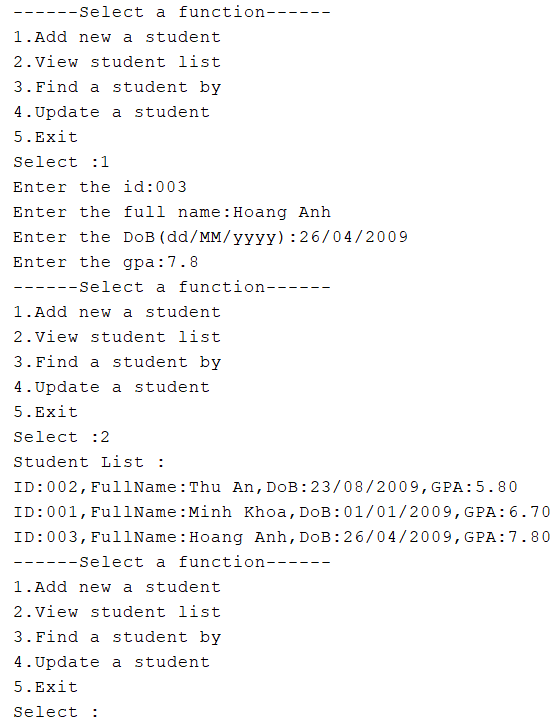 ------Select a function------
1.Add new a student
2.View student list
3.Find a student by
4.Update a student
5.Exit
Select :1
Enter the id:003
Enter the full name:Hoang Anh
Enter the DoB(dd/MM/yyyy):26/04/2009
Enter the gpa:7.8
------Select a function------
1.Add new a student
2.View student list
3.Find a student by
4.Update a student
5.Exit
Select :2
Student List :
ID:002,FullName:Thu An,DoB:23/08/2009,GPA:5.80
ID:001,FullName:Minh Khoa,DoB:01/01/2009,GPA:6.70
ID:003,FullName:Hoang Anh,DoB:26/04/2009,GPA:7.80
------Select a function------
1.Add new a student
2.View student list
3.Find a student by
4.Update a student
5.Exit
Select :